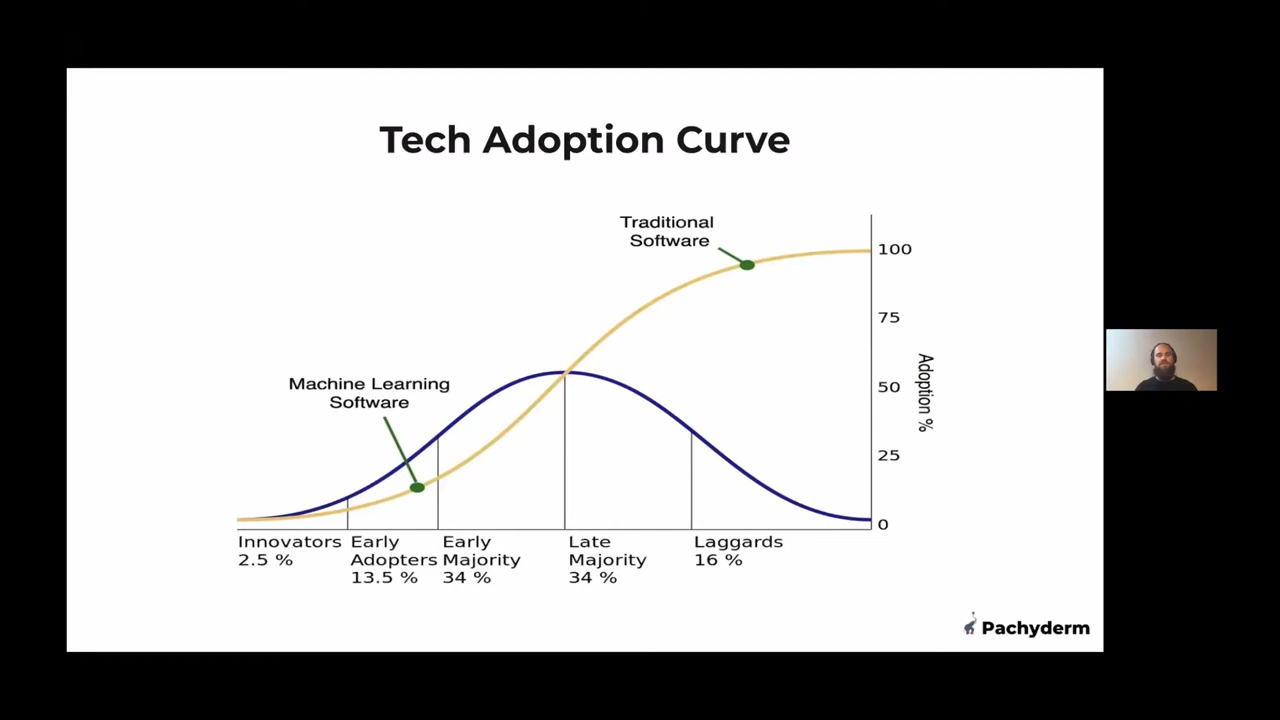 Tech Adoption Curve
Traditional
Software
100
75
Machine Learning
Software
50
Adoption %
25
0
Innovators
2.5 %
Early
Adopters
13.5 %
Early
Majority
34 %
Late
Majority
34 %
Laggards
16 %
Pachyderm